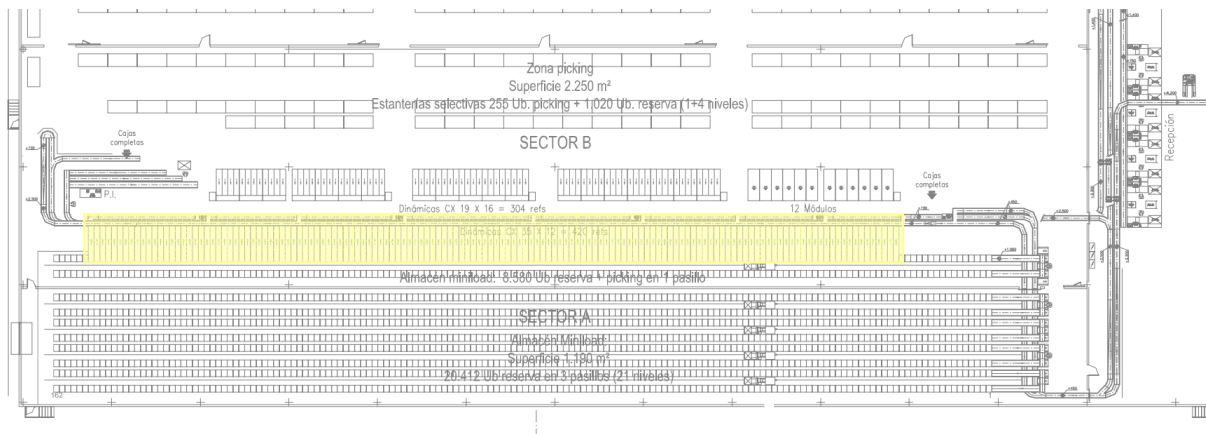 Zona picking
Superficie 2.250 m²
Estanterías selectivas 255 Ub. picking + 1.020 Ub. reserva (1+4 niveles)
SECTOR B
Cajas
completas
P.I.
Cajas
completas
Recepción
Dinámicas CX 19 X 16 = 304 refs
12 Módulos
Dinámicas CX 35 X 12 = 420 refs
Almacén miniload: 8.580 Ub reserva + picking en 1 pasillo
SECTOR A
Almacén Miniload:
Superficie 1.190 m²
20.412 Ub reserva en 3 pasillos (21 niveles)
162